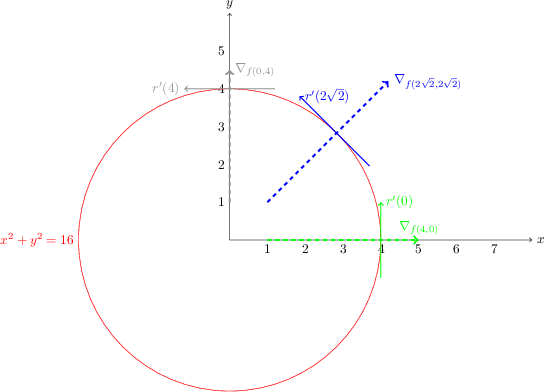 y
5
∇f(0,4)
r′(4)
4
r′(2√2)
∇f(2√2,2√2)
3
2
1
r′(0)
∇f(4,0)
x² + y² = 16
x
1 2 3 4 5 6 7